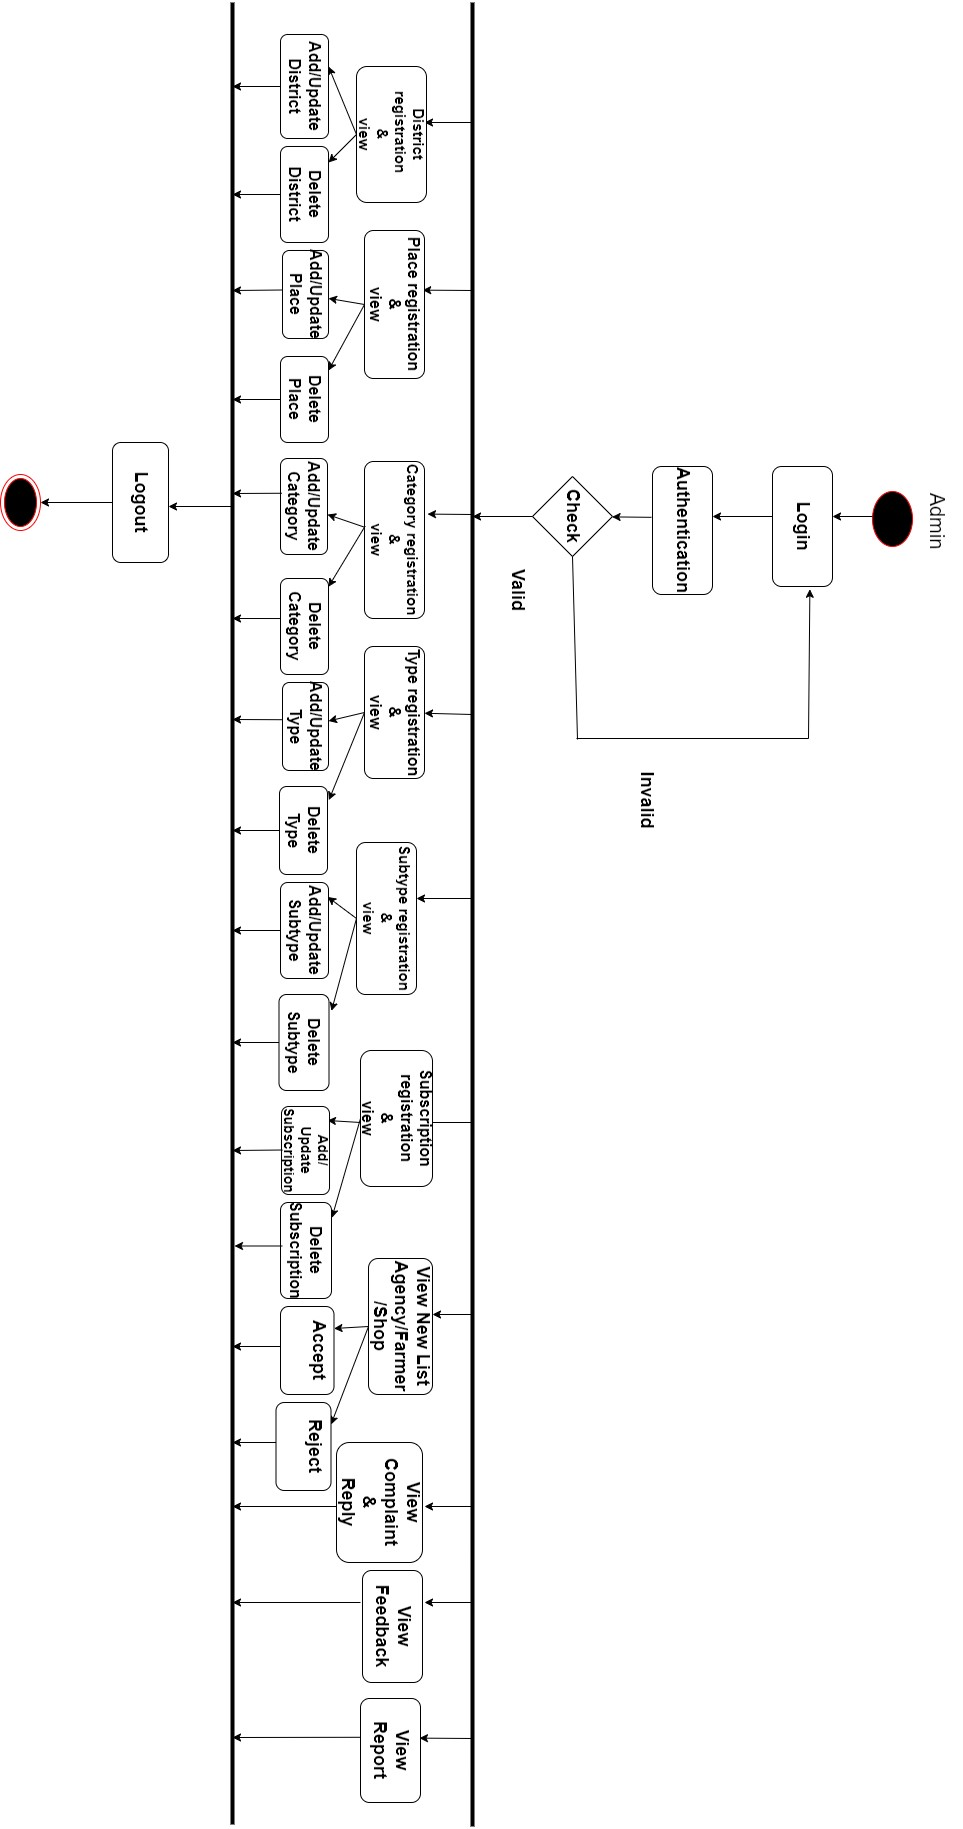 Admin
Login
Authentication
Check
Valid
Invalid
District
registration
&
view
Place registration
&
view
Category registration
&
view
Type registration
&
view
Subtype registration
&
view
Subscription
registration
&
view
View New List
Agency/Farmer
/Shop
View
Complaint
&
Reply
View
Feedback
View
Report
Add/Update
District
Delete
District
Add/Update
Place
Delete
Place
Add/Update
Category
Delete
Category
Add/Update
Type
Delete
Type
Add/Update
Subtype
Delete
Subtype
Add/
Update
Subscription
Delete
Subscription
Accept
Reject
Logout